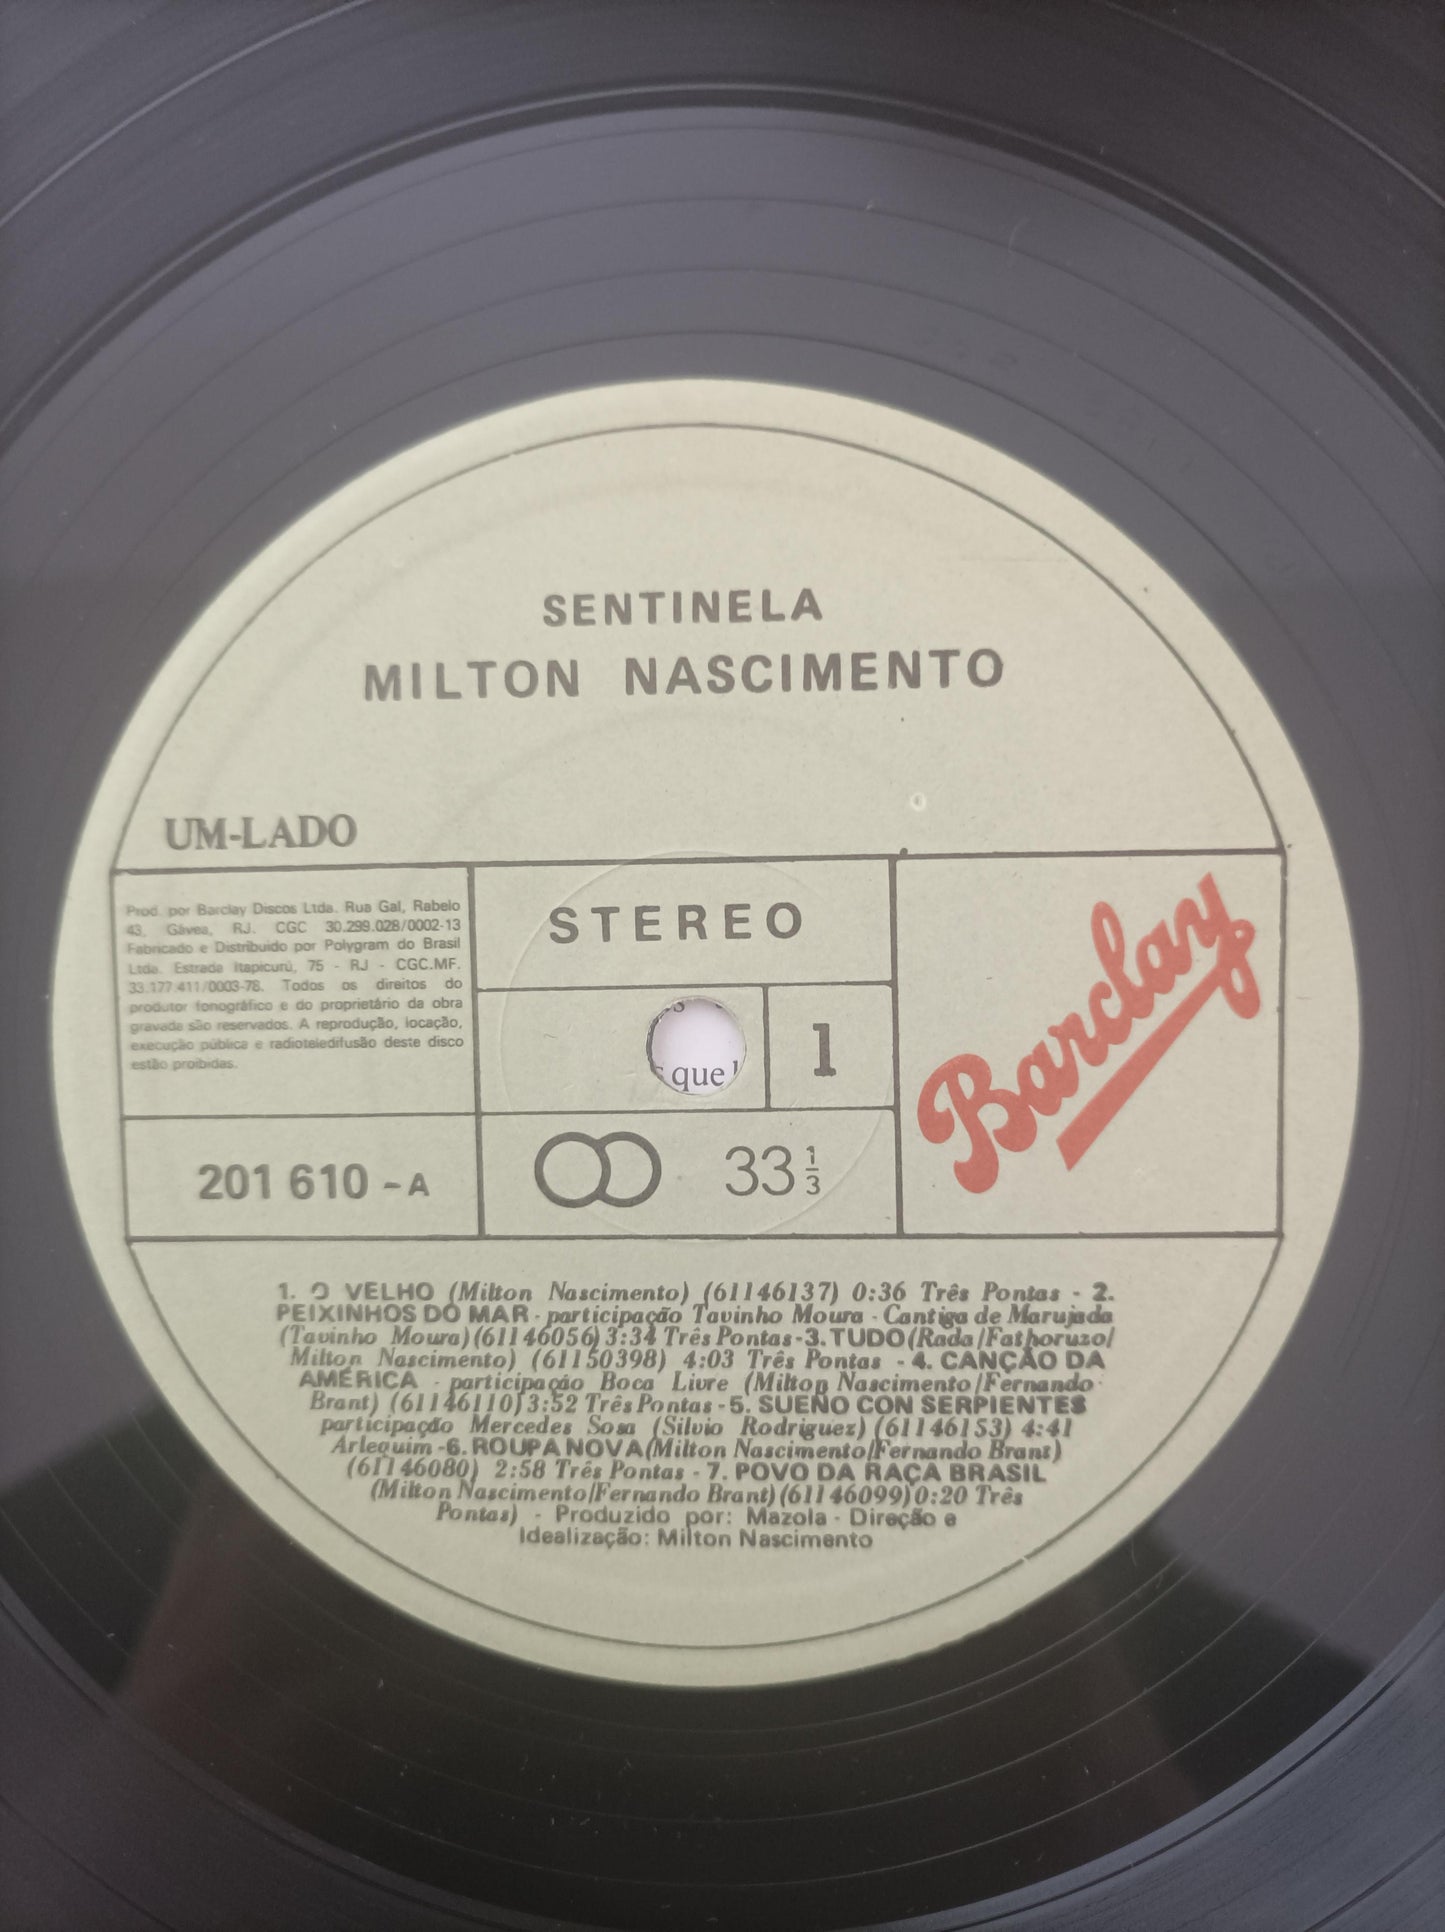 SENTINELA
MILTON NASCIMENTO
UM-LADO
Prod. por Barclay Discos Ltda. Rua Gal, Rabelo
43, Gávea, RJ. CGC 30.299.028/0002-13
Fabricado e Distribuido por Polygram do Brasil
Ltda. Estrada Itapicurú, 75 - RJ - CGC.MF.
33.177.411/0003-78. Todos os direitos do
produtor fonográfico e do proprietário da obra
gravada são reservados. A reprodução, locação,
execução pública e radioteledifusão deste disco
estão proibidas.
STEREO
que
1
Barclay
201 610 - A
33 1/3
1. O VELHO (Milton Nascimento) (61146137) 0:36 Três Pontas - 2.
PEIXINHOS DO MAR - participação Tavinho Moura - Cantiga de Marujada
(Tavinho Moura) (61146056) 3:34 Três Pontas - 3. TUDO (Rada/Fathoruzo/
Milton Nascimento) (61150398) 4:03 Três Pontas - 4. CANÇÃO DA
AMÉRICA - participação Boca Livre (Milton Nascimento/Fernando
Brant) (61146110) 3:52 Três Pontas - 5. SUEÑO CON SERPIENTES
participação Mercedes Sosa (Silvio Rodriguez) (61146153) 4:41
Arlequim - 6. ROUPA NOVA (Milton Nascimento/Fernando Brant)
(61146080) 2:58 Três Pontas - 7. POVO DA RAÇA BRASIL
(Milton Nascimento/Fernando Brant) (61146099) 0:20 Três
Pontas) - Produzido por: Mazola - Direção e
Idealização: Milton Nascimento